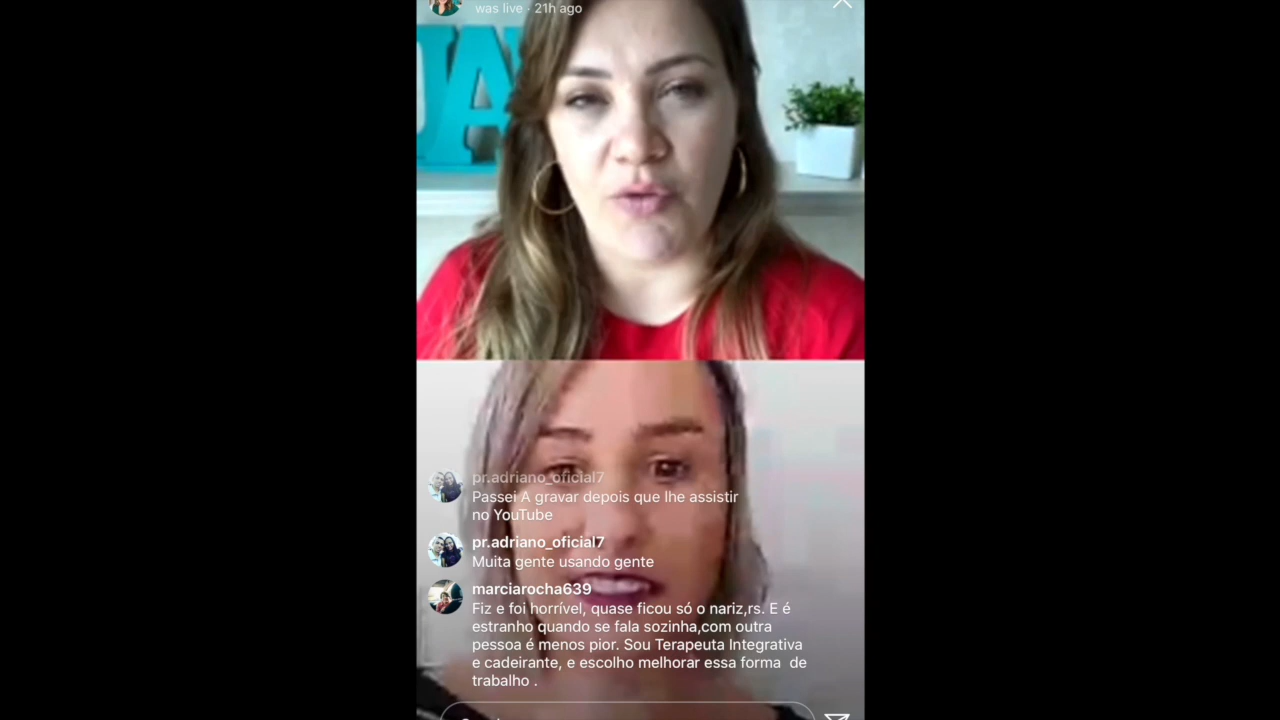 was live · 21h ago
JA
pr.adriano_oficial7
Passei A gravar depois que lhe assistir
no YouTube
pr.adriano_oficial7
Muita gente usando gente
marciarocha639
Fiz e foi horrível, quase ficou só o nariz,rs. E é
estranho quando se fala sozinha,com outra
pessoa é menos pior. Sou Terapeuta Integrativa
e cadeirante, e escolho melhorar essa forma  de
trabalho .